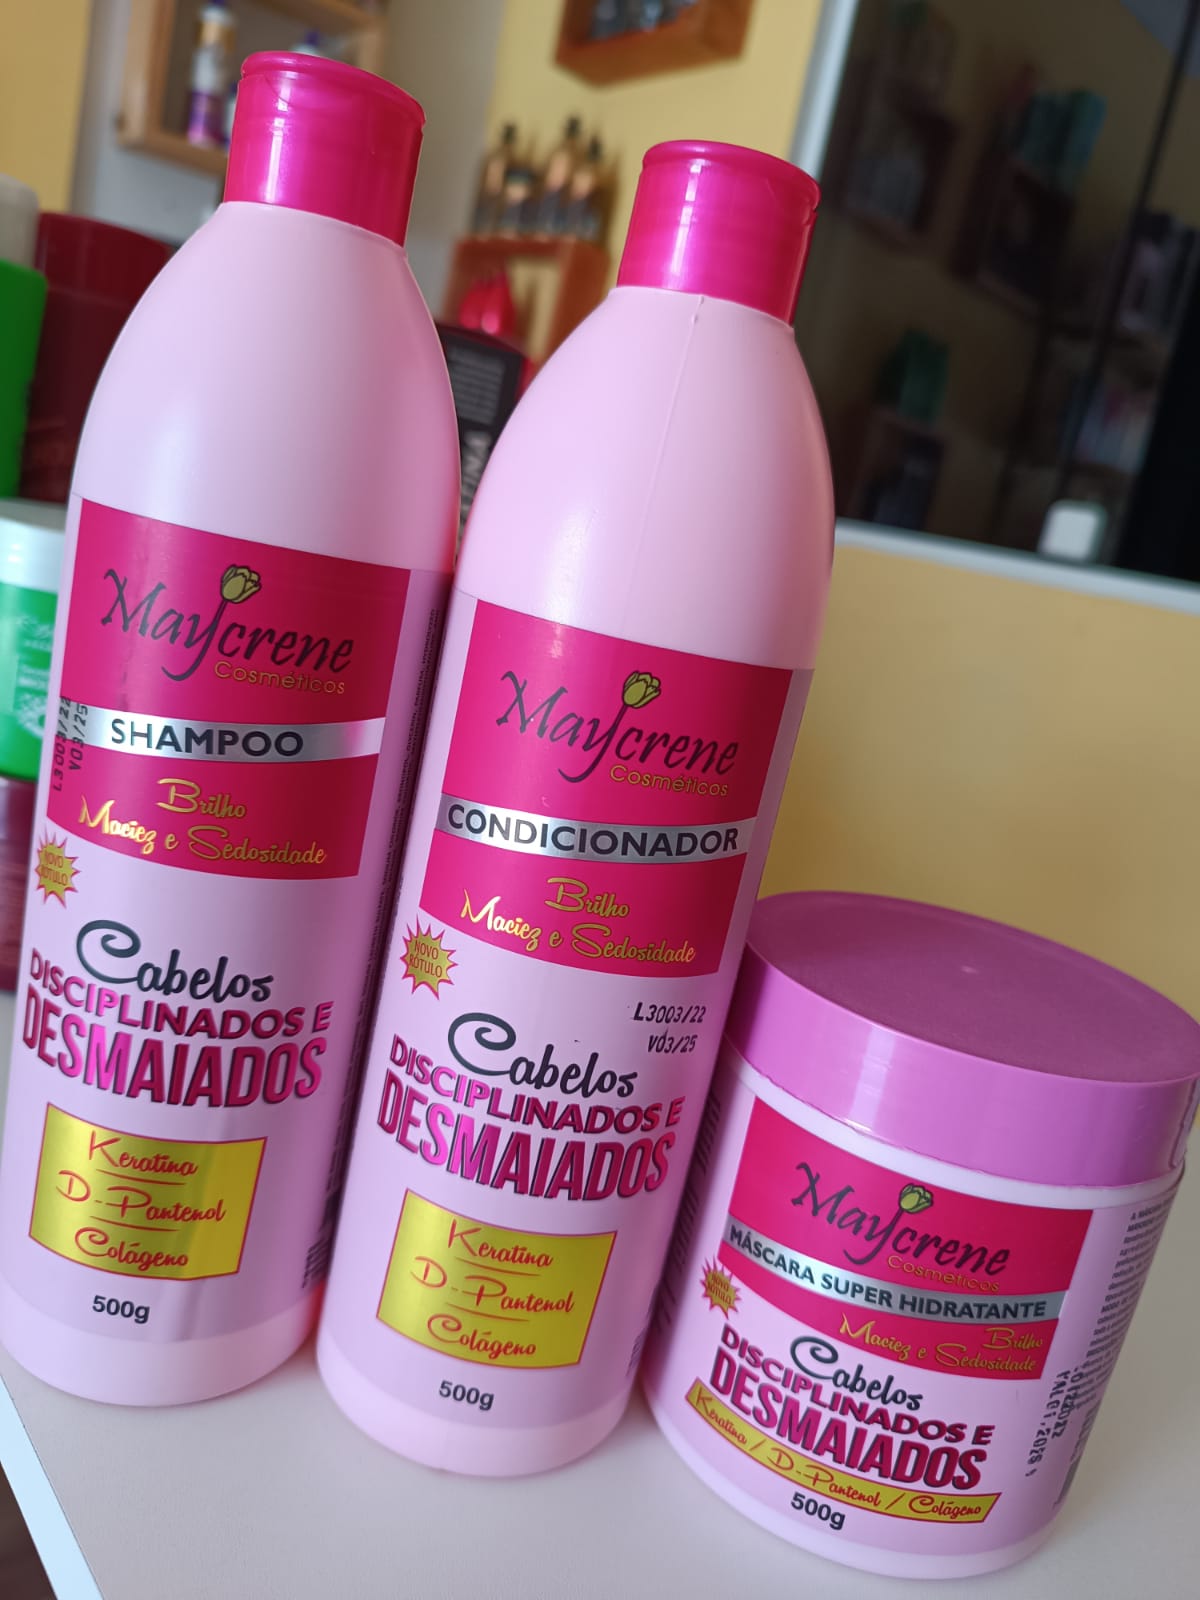 Maycrene
Cosméticos
SHAMPOO
Brilho
Maciez e Sedosidade
L3003/22
V03/25
NOVO
RÓTULO
Cabelos
DISCIPLINADOS E
DESMAIADOS
Keratina
D-Pantenol
Colágeno
500g
Maycrene
Cosméticos
CONDICIONADOR
Brilho
Maciez e Sedosidade
NOVO
RÓTULO
L3003/22
V03/25
Cabelos
DISCIPLINADOS E
DESMAIADOS
Keratina
D-Pantenol
Colágeno
500g
Maycrene
Cosméticos
MÁSCARA SUPER HIDRATANTE
Brilho
Maciez e Sedosidade
NOVO
RÓTULO
Cabelos
DISCIPLINADOS E
DESMAIADOS
Keratina / D-Pantenol / Colágeno
500g